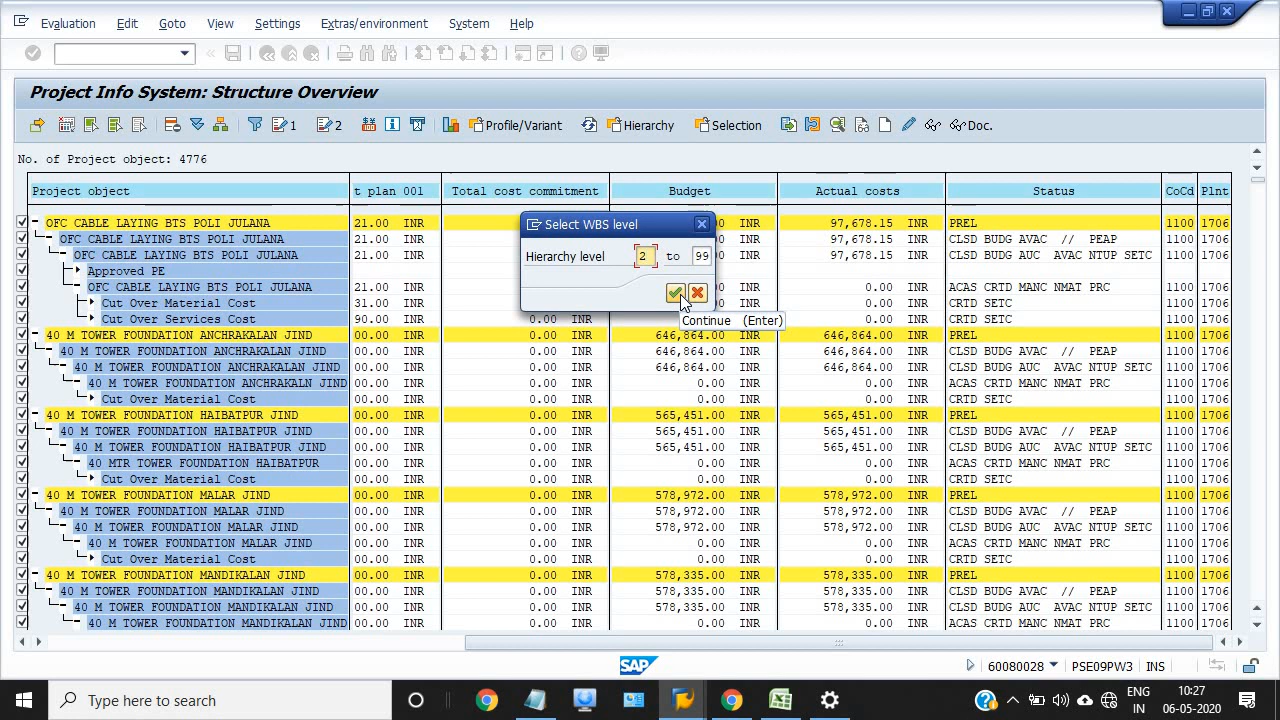 Evaluation Edit Goto View Settings Extras/environment System Help
Project Info System: Structure Overview
1 2 Profile/Variant Hierarchy Selection Doc.
No. of Project object: 4776
Project object t plan 001 Total cost commitment Budget Actual costs Status CoCd Plnt
OFC CABLE LAYING BTS POLI JULANA 21.00 INR 97,678.15 INR PREL 1100 1706
OFC CABLE LAYING BTS POLI JULANA 21.00 INR 97,678.15 INR CLSD BUDG AVAC // PEAP 1100 1706
OFC CABLE LAYING BTS POLI JULANA 21.00 INR 97,678.15 INR CLSD BUDG AUC AVAC NTUP SETC 1100 1706
Approved PE 1100 1706
OFC CABLE LAYING BTS POLI JULANA 21.00 INR 0.00 INR ACAS CRTD MANC NMAT PRC 1100 1706
Cut Over Material Cost 31.00 INR 0.00 INR CRTD SETC 1100 1706
Cut Over Services Cost 90.00 INR 0.00 INR 0.00 INR CRTD SETC 1100 1706
40 M TOWER FOUNDATION ANCHRAKALAN JIND 00.00 INR 0.00 INR 646,864.00 INR 646,864.00 INR PREL 1100 1706
40 M TOWER FOUNDATION ANCHRAKALAN JIND 00.00 INR 0.00 INR 646,864.00 INR 646,864.00 INR CLSD BUDG AVAC // PEAP 1100 1706
40 M TOWER FOUNDATION ANCHRAKALAN JIND 00.00 INR 0.00 INR 646,864.00 INR 646,864.00 INR CLSD BUDG AUC AVAC NTUP SETC 1100 1706
40 M TOWER FOUNDATION ANCHRAKALN JIND 00.00 INR 0.00 INR 0.00 INR 0.00 INR ACAS CRTD MANC NMAT PRC 1100 1706
Cut Over Material Cost 00.00 INR 0.00 INR 0.00 INR 0.00 INR CRTD SETC 1100 1706
40 M TOWER FOUNDATION HAIBATPUR JIND 00.00 INR 0.00 INR 565,451.00 INR 565,451.00 INR PREL 1100 1706
40 M TOWER FOUNDATION HAIBATPUR JIND 00.00 INR 0.00 INR 565,451.00 INR 565,451.00 INR CLSD BUDG AVAC // PEAP 1100 1706
40 M TOWER FOUNDATION HAIBATPUR JIND 00.00 INR 0.00 INR 565,451.00 INR 565,451.00 INR CLSD BUDG AUC AVAC NTUP SETC 1100 1706
40 MTR TOWER FOUNDATION HAIBATPUR 00.00 INR 0.00 INR 0.00 INR 0.00 INR ACAS CRTD MANC NMAT PRC 1100 1706
Cut Over Material Cost 00.00 INR 0.00 INR 0.00 INR 0.00 INR CRTD SETC 1100 1706
40 M TOWER FOUNDATION MALAR JIND 00.00 INR 0.00 INR 578,972.00 INR 578,972.00 INR PREL 1100 1706
40 M TOWER FOUNDATION MALAR JIND 00.00 INR 0.00 INR 578,972.00 INR 578,972.00 INR CLSD BUDG AVAC // PEAP 1100 1706
40 M TOWER FOUNDATION MALAR JIND 00.00 INR 0.00 INR 578,972.00 INR 578,972.00 INR CLSD BUDG AUC AVAC NTUP SETC 1100 1706
40 M TOWER FOUNDATION MALAR JIND 00.00 INR 0.00 INR 0.00 INR 0.00 INR ACAS CRTD MANC NMAT PRC 1100 1706
Cut Over Material Cost 00.00 INR 0.00 INR 0.00 INR 0.00 INR CRTD SETC 1100 1706
40 M TOWER FOUNDATION MANDIKALAN JIND 00.00 INR 0.00 INR 578,335.00 INR 578,335.00 INR PREL 1100 1706
40 M TOWER FOUNDATION MANDIKALAN JIND 00.00 INR 0.00 INR 578,335.00 INR 578,335.00 INR CLSD BUDG AVAC // PEAP 1100 1706
40 M TOWER FOUNDATION MANDIKALAN JIND 00.00 INR 0.00 INR 578,335.00 INR 578,335.00 INR CLSD BUDG AUC AVAC NTUP SETC 1100 1706
40 M TOWER FOUNDATION MANDIKALAN JIND 00.00 INR 0.00 INR 0.00 INR 0.00 INR ACAS CRTD MANC NMAT PRC 1100 1706
Select WBS level
Hierarchy level 2 to 99
Continue (Enter)
SAP 60080028 PSE09PW3 INS
Type here to search ENG 10:27
IN 06-05-2020